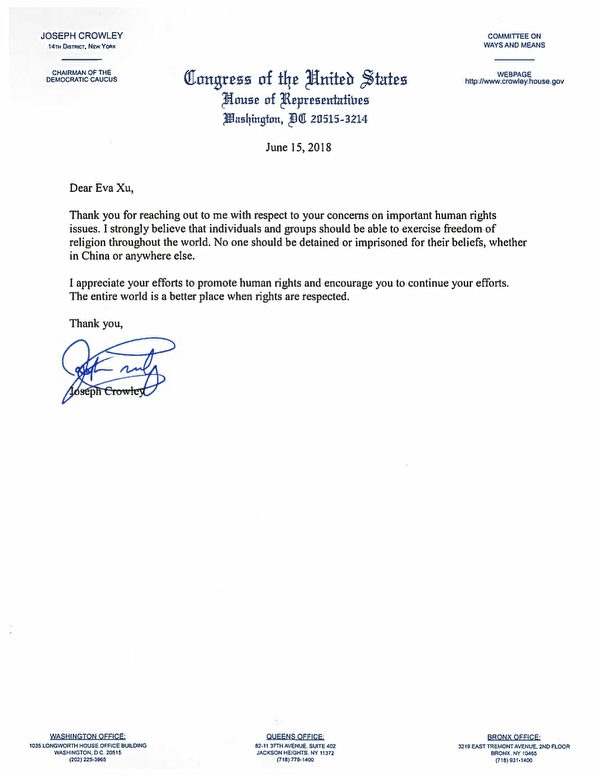 JOSEPH CROWLEY
14TH DISTRICT, NEW YORK
CHAIRMAN OF THE
DEMOCRATIC CAUCUS
COMMITTEE ON
WAYS AND MEANS
WEBPAGE
http://www.crowley.house.gov
Congress of the United States
House of Representatives
Washington, DC 20515-3214
June 15, 2018
Dear Eva Xu,
Thank you for reaching out to me with respect to your concerns on important human rights
issues. I strongly believe that individuals and groups should be able to exercise freedom of
religion throughout the world. No one should be detained or imprisoned for their beliefs, whether
in China or anywhere else.
I appreciate your efforts to promote human rights and encourage you to continue your efforts.
The entire world is a better place when rights are respected.
Thank you,
Joseph Crowley
WASHINGTON OFFICE:
1035 LONGWORTH HOUSE OFFICE BUILDING
WASHINGTON, D.C. 20515
(202) 225-3965
QUEENS OFFICE:
82-11 37TH AVENUE, SUITE 402
JACKSON HEIGHTS, NY 11372
(718) 779-1400
BRONX OFFICE:
3219 EAST TREMONT AVENUE, 2ND FLOOR
BRONX, NY 10465
(718) 931-1400